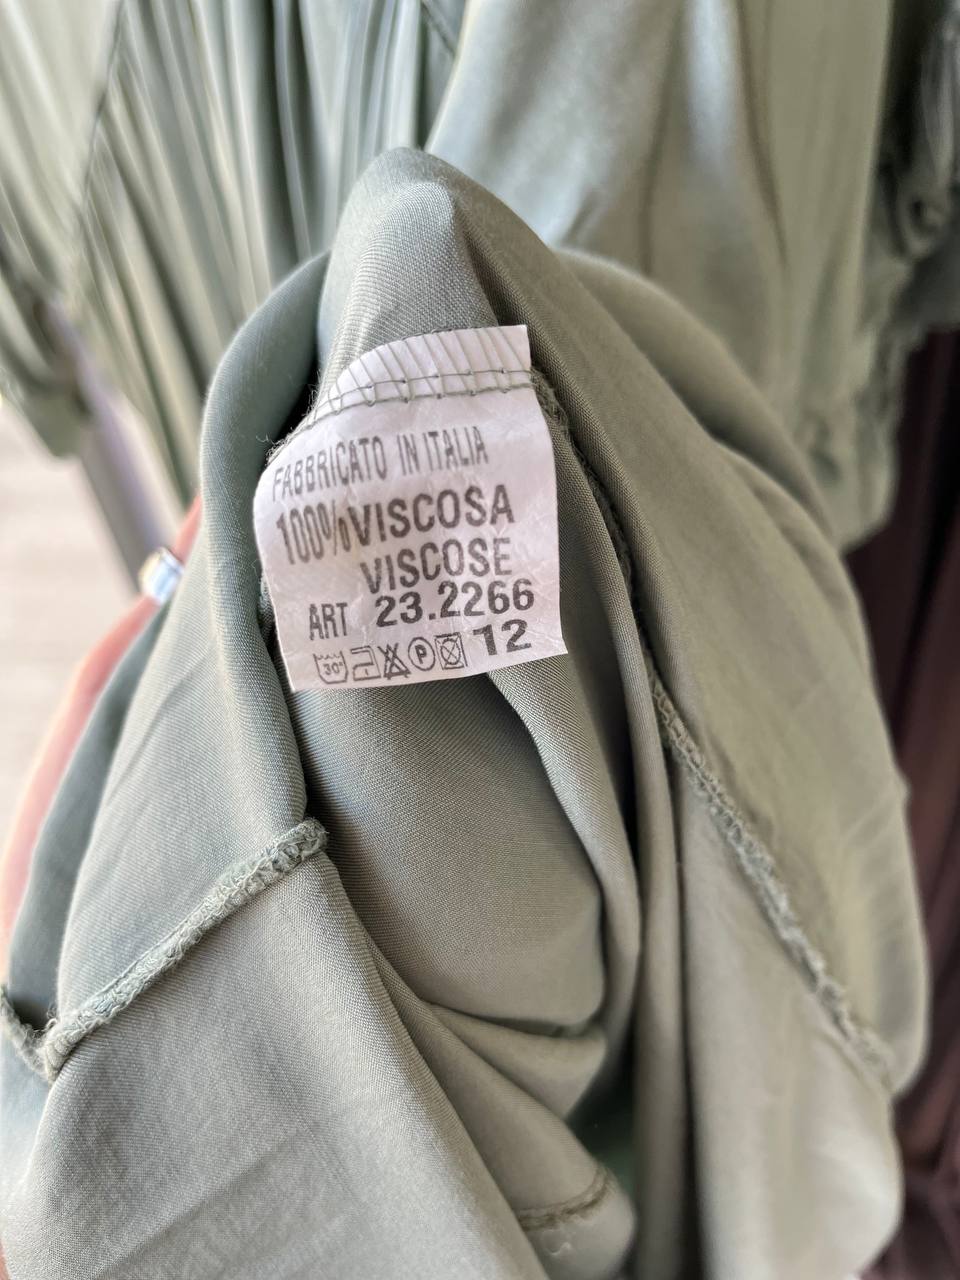 FABBRICATO IN ITALIA
100%VISCOSA
VISCOSE
ART 23.2266
30° P 12